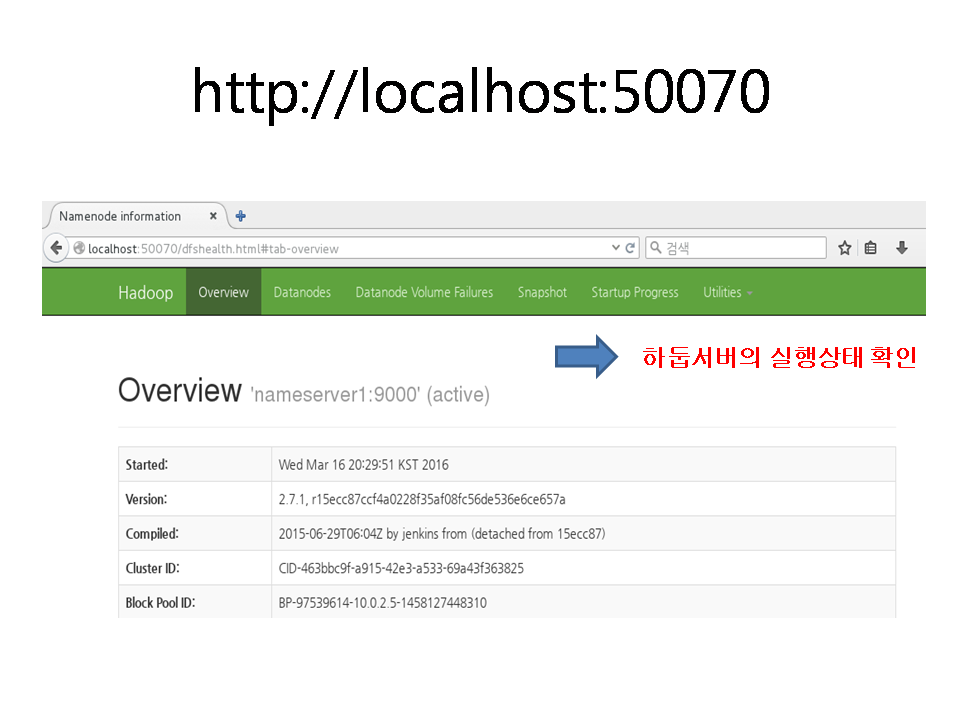 http://localhost:50070
Namenode information
localhost:50070/dfshealth.html#tab-overview
검색
Hadoop Overview Datanodes Datanode Volume Failures Snapshot Startup Progress Utilities
하둡서버의 실행상태 확인
Overview 'nameserver1:9000' (active)
Started: Wed Mar 16 20:29:51 KST 2016
Version: 2.7.1, r15ecc87ccf4a0228f35af08fc56de536e6ce657a
Compiled: 2015-06-29T06:04Z by jenkins from (detached from 15ecc87)
Cluster ID: CID-463bbc9f-a915-42e3-a533-69a43f363825
Block Pool ID: BP-97539614-10.0.2.5-1458127448310